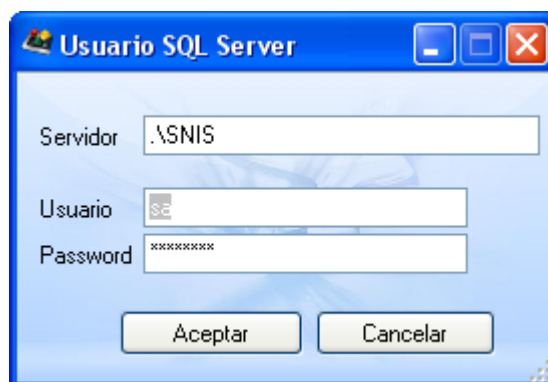 Usuario SQL Server
Servidor .\SNIS
Usuario sa
Password ********
Aceptar Cancelar